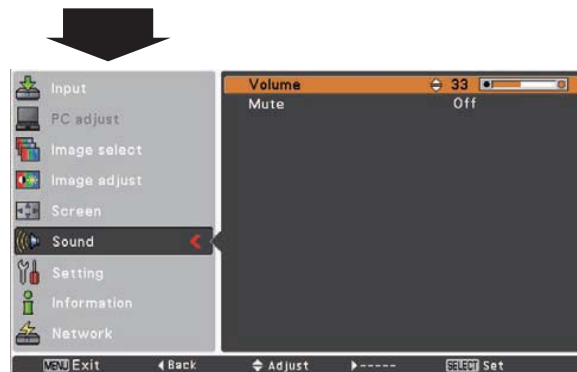 Input
PC adjust
Image select
Image adjust
Screen
Sound
Setting
Information
Network
Volume 33
Mute Off
MENU Exit Back Adjust ----- SELECT Set